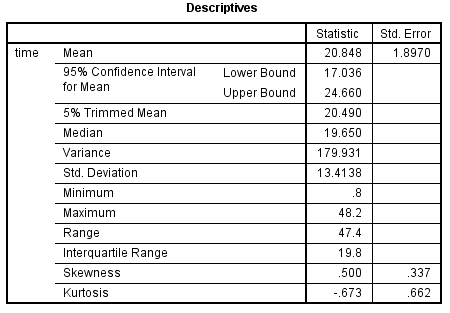 Descriptives
Statistic Std. Error
time Mean 20.848 1.8970
95% Confidence Interval for Mean Lower Bound 17.036
Upper Bound 24.660
5% Trimmed Mean 20.490
Median 19.650
Variance 179.931
Std. Deviation 13.4138
Minimum .8
Maximum 48.2
Range 47.4
Interquartile Range 19.8
Skewness .500 .337
Kurtosis -.673 .662